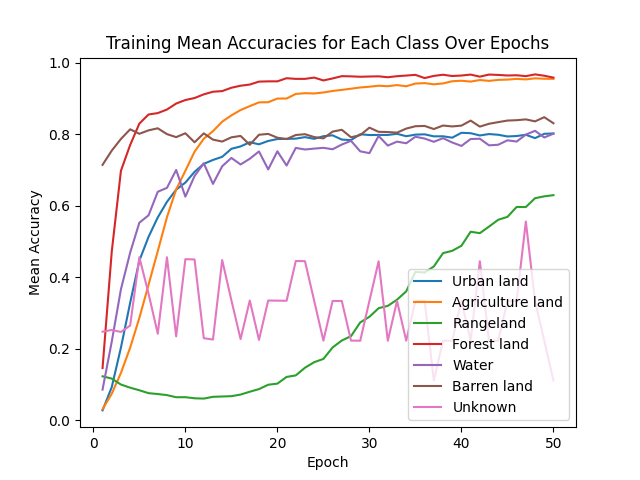 Training Mean Accuracies for Each Class Over Epochs
1.0
0.8
0.6
0.4
0.2
0.0
Mean Accuracy
Urban land
Agriculture land
Rangeland
Forest land
Water
Barren land
Unknown
0 10 20 30 40 50
Epoch